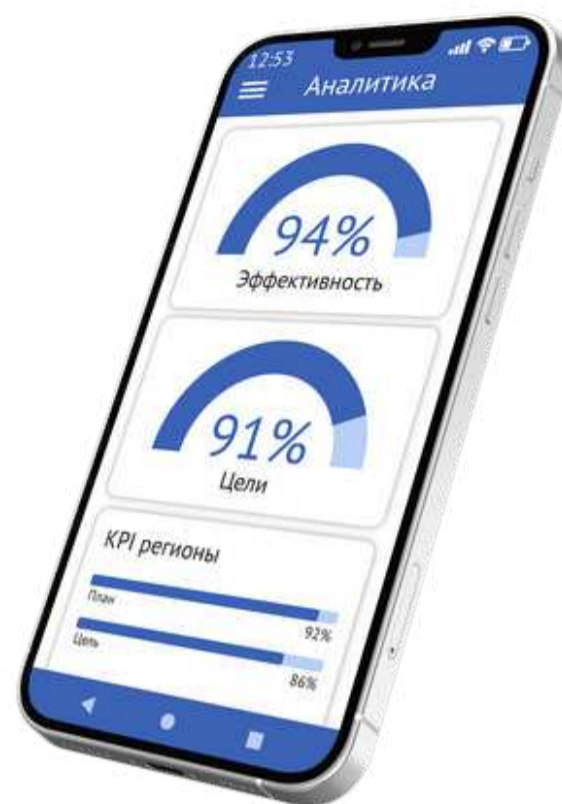 12:53
Аналитика
94%
Эффективность
91%
Цели
KPI регионы
План
92%
Цель
86%